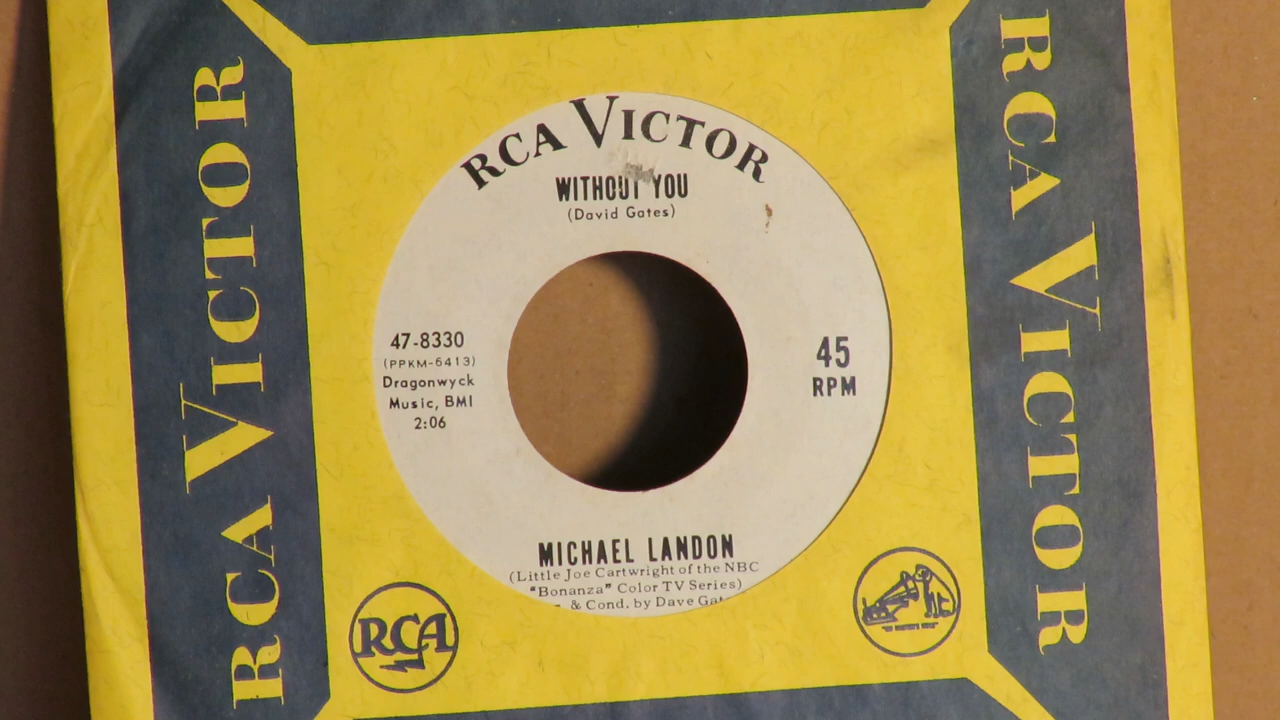 RCA VICTOR
RCA VICTOR
RCA VICTOR
WITHOUT YOU
(David Gates)
47-8330
(PPKM-6413)
Dragonwyck
Music, BMI
2:06
45
RPM
MICHAEL LANDON
(Little Joe Cartwright of the NBC
"Bonanza" Color TV Series)
& Cond. by Dave
RCA